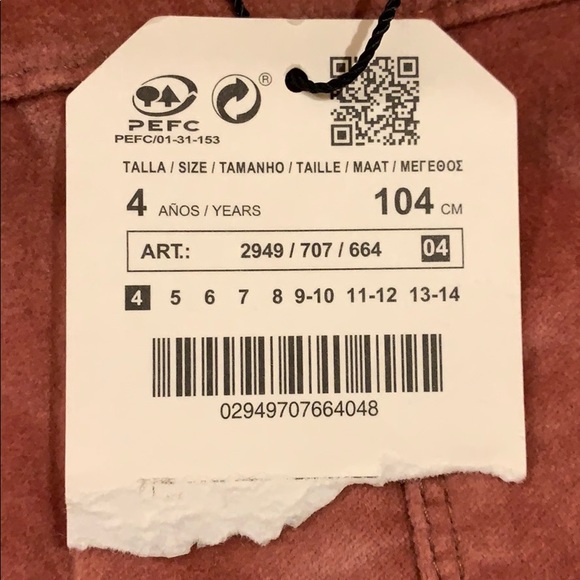 ®
PEFC
PEFC/01-31-153
TALLA / SIZE / TAMANHO / TAILLE / MAAT / ΜΕΓΕΘΟΣ
4 AÑOS / YEARS 104 CM
ART.: 2949 / 707 / 664 04
4 5 6 7 8 9-10 11-12 13-14
02949707664048